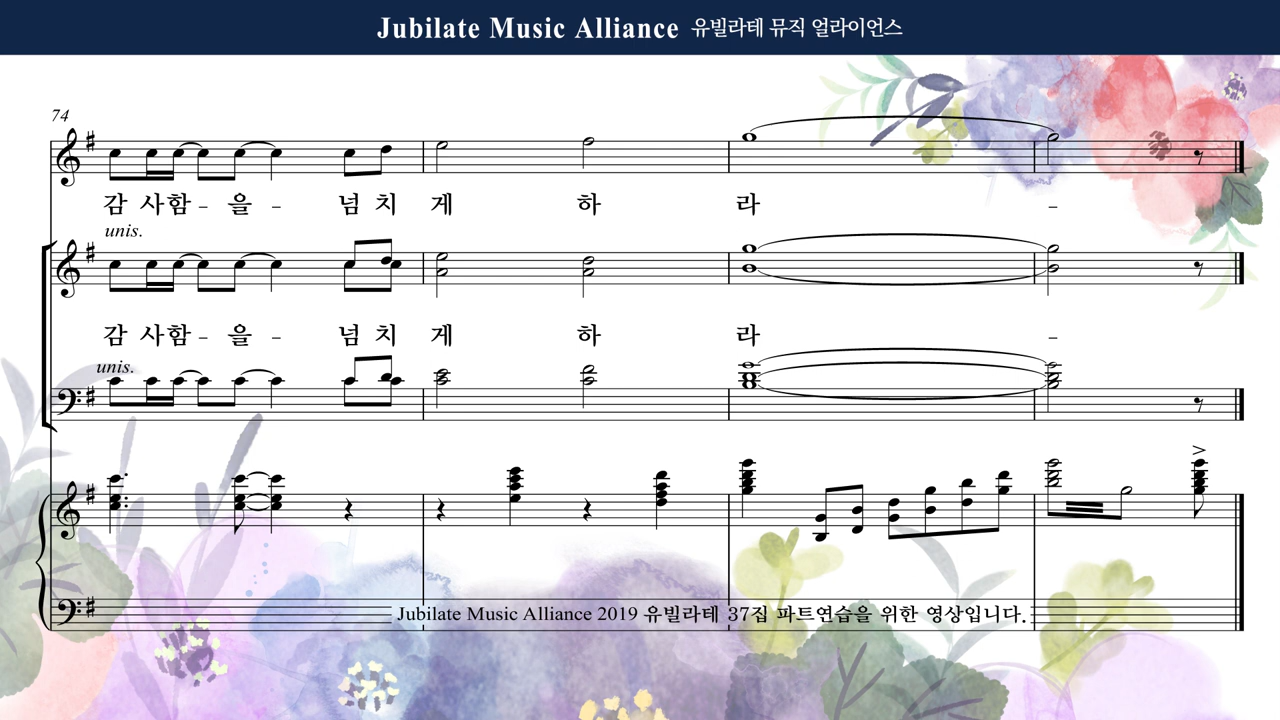 Jubilate Music Alliance 유빌라테 뮤직 얼라이언스
74
감 사함 - 을 - 넘 치 게 하 라 -
unis.
감 사함 - 을 - 넘 치 게 하 라 -
unis.
Jubilate Music Alliance 2019 유빌라테 37집 파트연습을 위한 영상입니다.